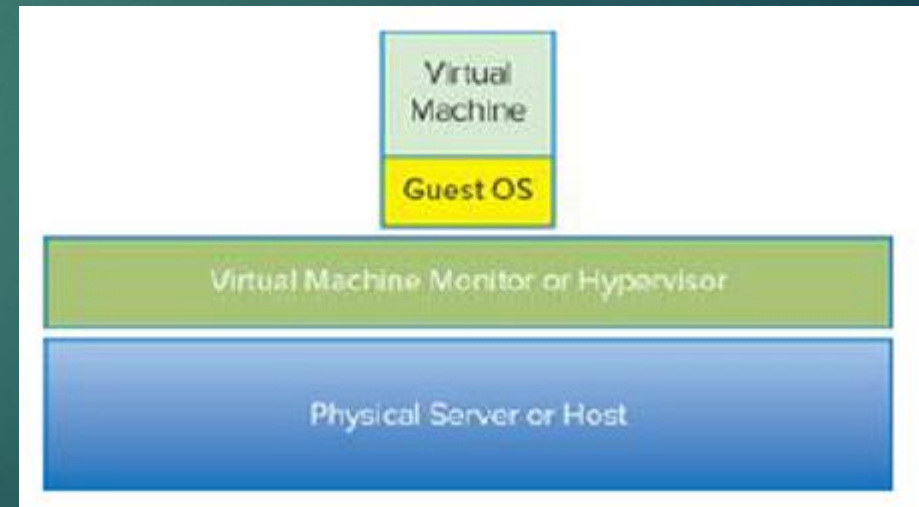 Virtual
Machine
Guest OS
Virtual Machine Monitor or Hypervisor
Physical Server or Host